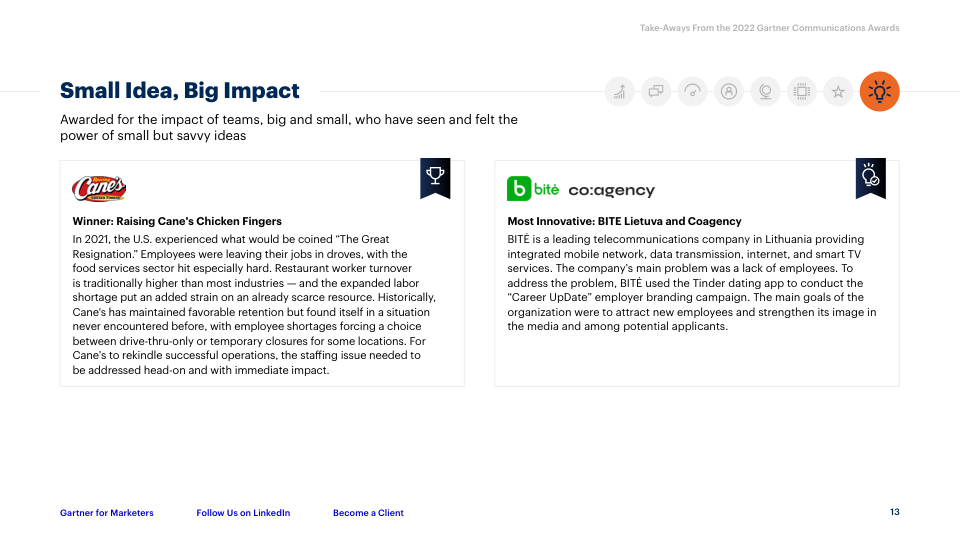 Take-Aways From the 2022 Gartner Communications Awards
Small Idea, Big Impact
Awarded for the impact of teams, big and small, who have seen and felt the
power of small but savvy ideas
Raising
Cane's
CHICKEN FINGERS
Winner: Raising Cane's Chicken Fingers
In 2021, the U.S. experienced what would be coined “The Great
Resignation.” Employees were leaving their jobs in droves, with the
food services sector hit especially hard. Restaurant worker turnover
is traditionally higher than most industries — and the expanded labor
shortage put an added strain on an already scarce resource. Historically,
Cane's has maintained favorable retention but found itself in a situation
never encountered before, with employee shortages forcing a choice
between drive-thru-only or temporary closures for some locations. For
Cane's to rekindle successful operations, the staffing issue needed to
be addressed head-on and with immediate impact.
b bitė co:agency
Most Innovative: BITE Lietuva and Coagency
BITĖ is a leading telecommunications company in Lithuania providing
integrated mobile network, data transmission, internet, and smart TV
services. The company's main problem was a lack of employees. To
address the problem, BITĖ used the Tinder dating app to conduct the
“Career UpDate” employer branding campaign. The main goals of the
organization were to attract new employees and strengthen its image in
the media and among potential applicants.
Gartner for Marketers
Follow Us on LinkedIn
Become a Client
13